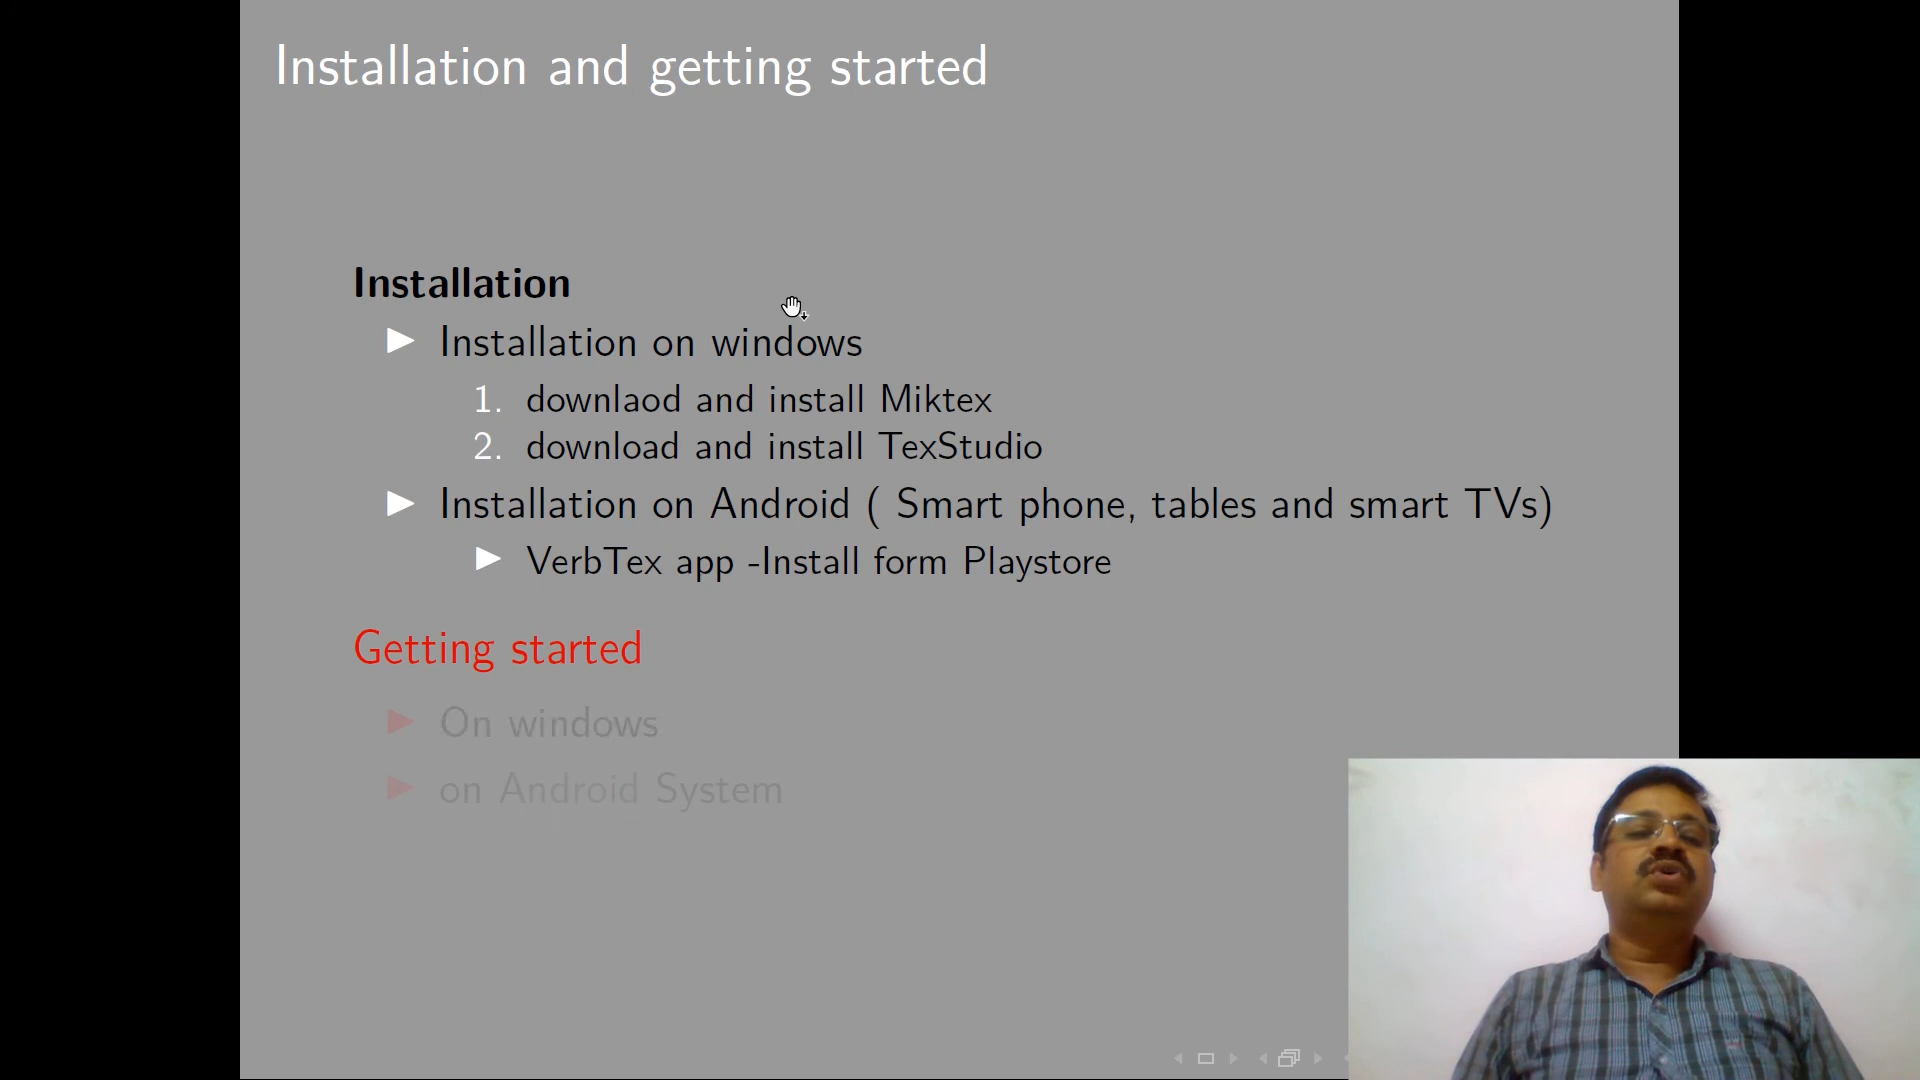 Installation and getting started
Installation
Installation on windows
1. downlaod and install Miktex
2. download and install TexStudio
Installation on Android ( Smart phone, tables and smart TVs)
VerbTex app -Install form Playstore
Getting started
On windows
on Android System